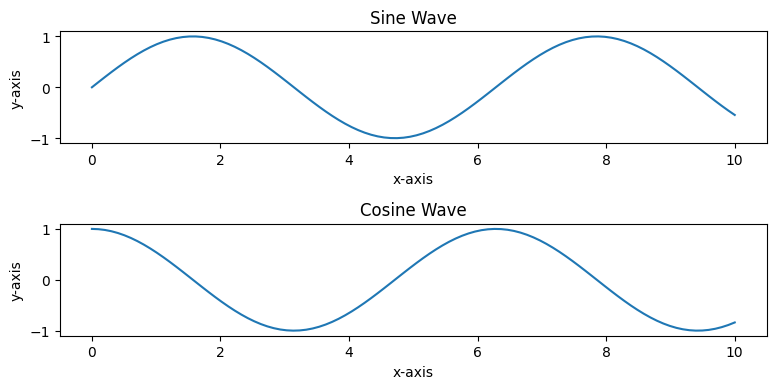 Sine Wave
1
0
−1
y-axis
0 2 4 6 8 10
x-axis
Cosine Wave
1
0
−1
y-axis
0 2 4 6 8 10
x-axis